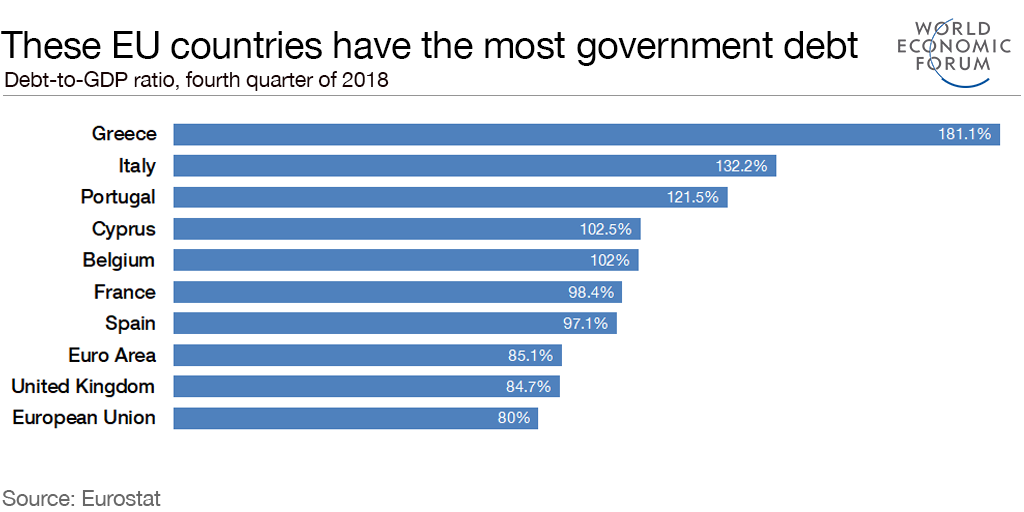 These EU countries have the most government debt
Debt-to-GDP ratio, fourth quarter of 2018
WORLD
ECONOMIC
FORUM
Greece 181.1%
Italy 132.2%
Portugal 121.5%
Cyprus 102.5%
Belgium 102%
France 98.4%
Spain 97.1%
Euro Area 85.1%
United Kingdom 84.7%
European Union 80%
Source: Eurostat